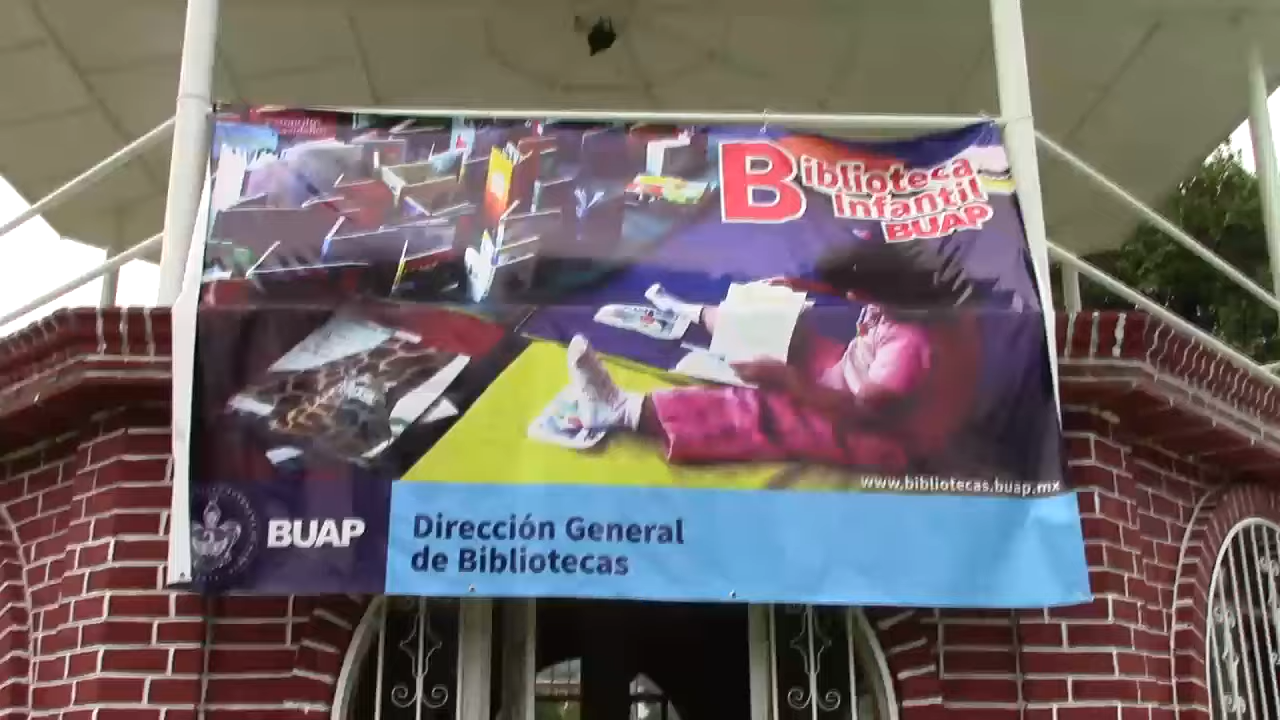 Biblioteca
infantil
BUAP
www.bibliotecas.buap.mx
BUAP
Dirección General
de Bibliotecas